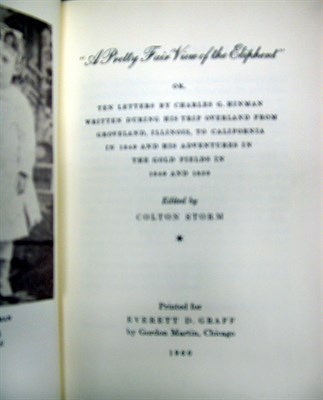 "A Pretty Fair View of the Eliphent"
OR,
TEN LETTERS BY CHARLES G. HINMAN
WRITTEN DURING HIS TRIP OVERLAND FROM
GROVELAND, ILLINOIS, TO CALIFORNIA
IN 1849 AND HIS ADVENTURES IN
THE GOLD FIELDS IN
1849 AND 1850
Edited by
COLTON STORM
Printed for
EVERETT D. GRAFF
by Gordon Martin, Chicago
1960